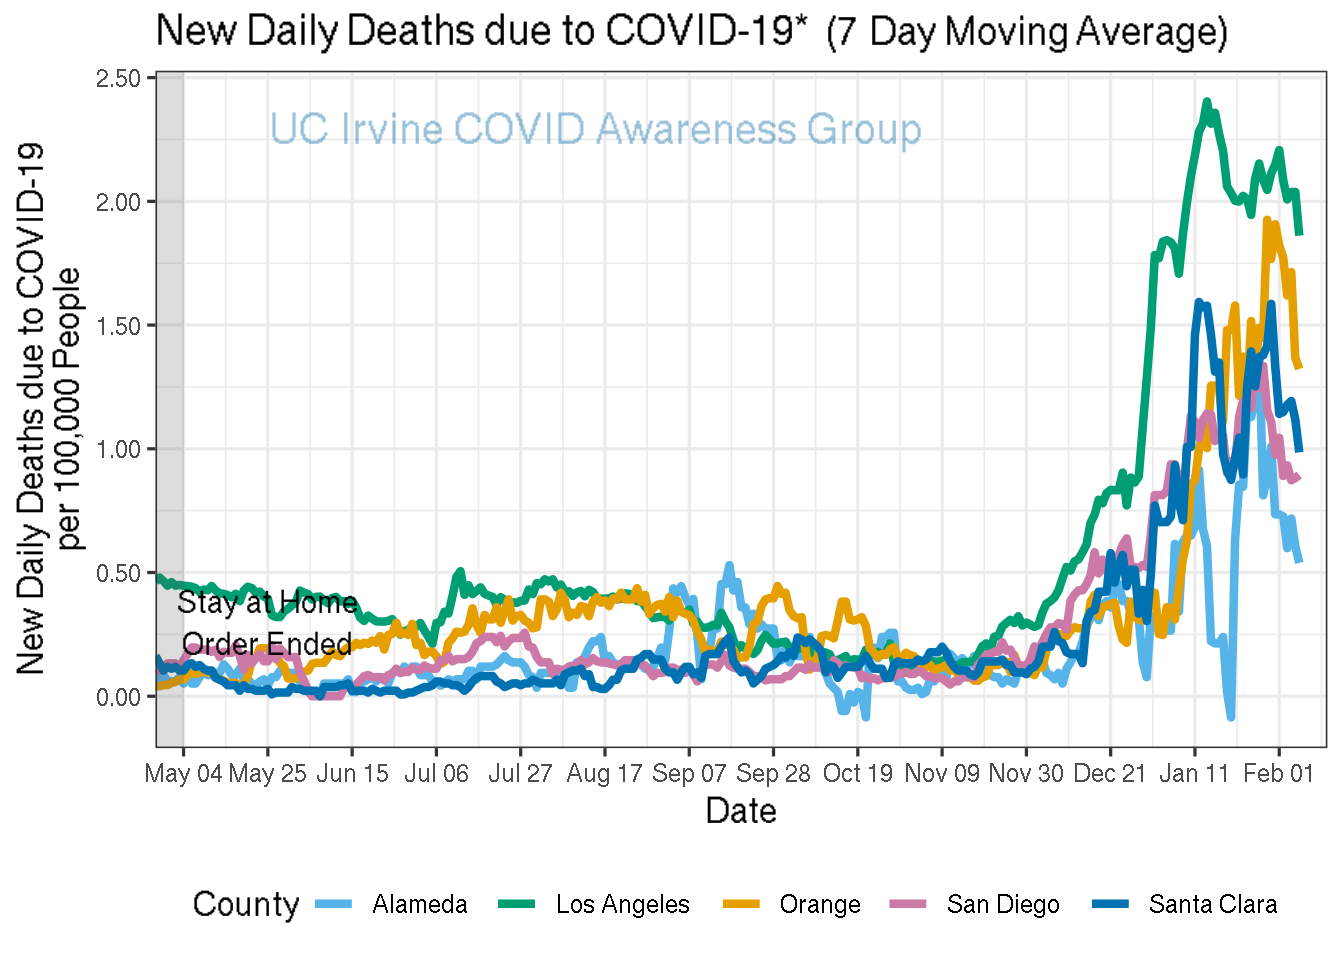 New Daily Deaths due to COVID-19* (7 Day Moving Average)
UC Irvine COVID Awareness Group
New Daily Deaths due to COVID-19
per 100,000 People
2.50
2.00
1.50
1.00
0.50
0.00
Stay at Home
Order Ended
May 04 May 25 Jun 15 Jul 06 Jul 27 Aug 17 Sep 07 Sep 28 Oct 19 Nov 09 Nov 30 Dec 21 Jan 11 Feb 01
Date
County Alameda Los Angeles Orange San Diego Santa Clara